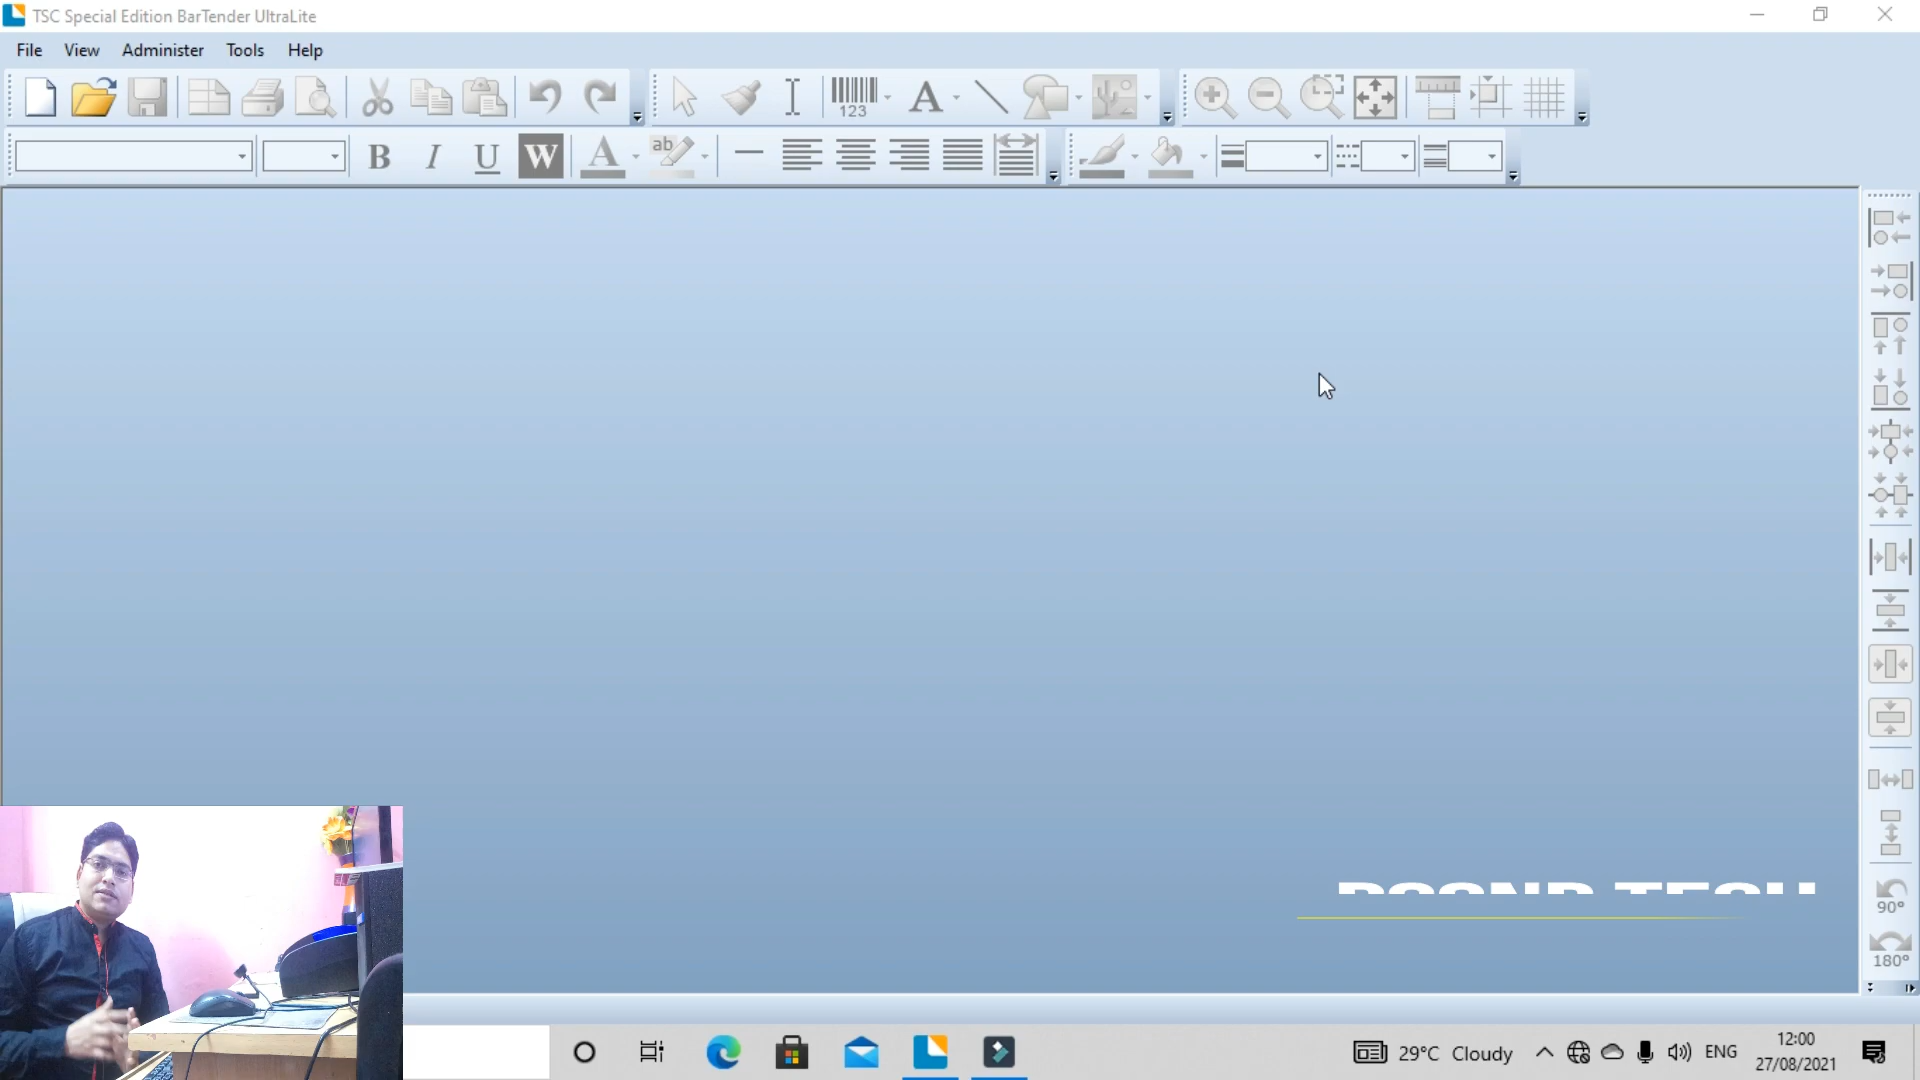 TSC Special Edition BarTender UltraLite
File View Administer Tools Help
123 A
B I U W A ab
90°
180°
29°C Cloudy ENG 12:00
27/08/2021